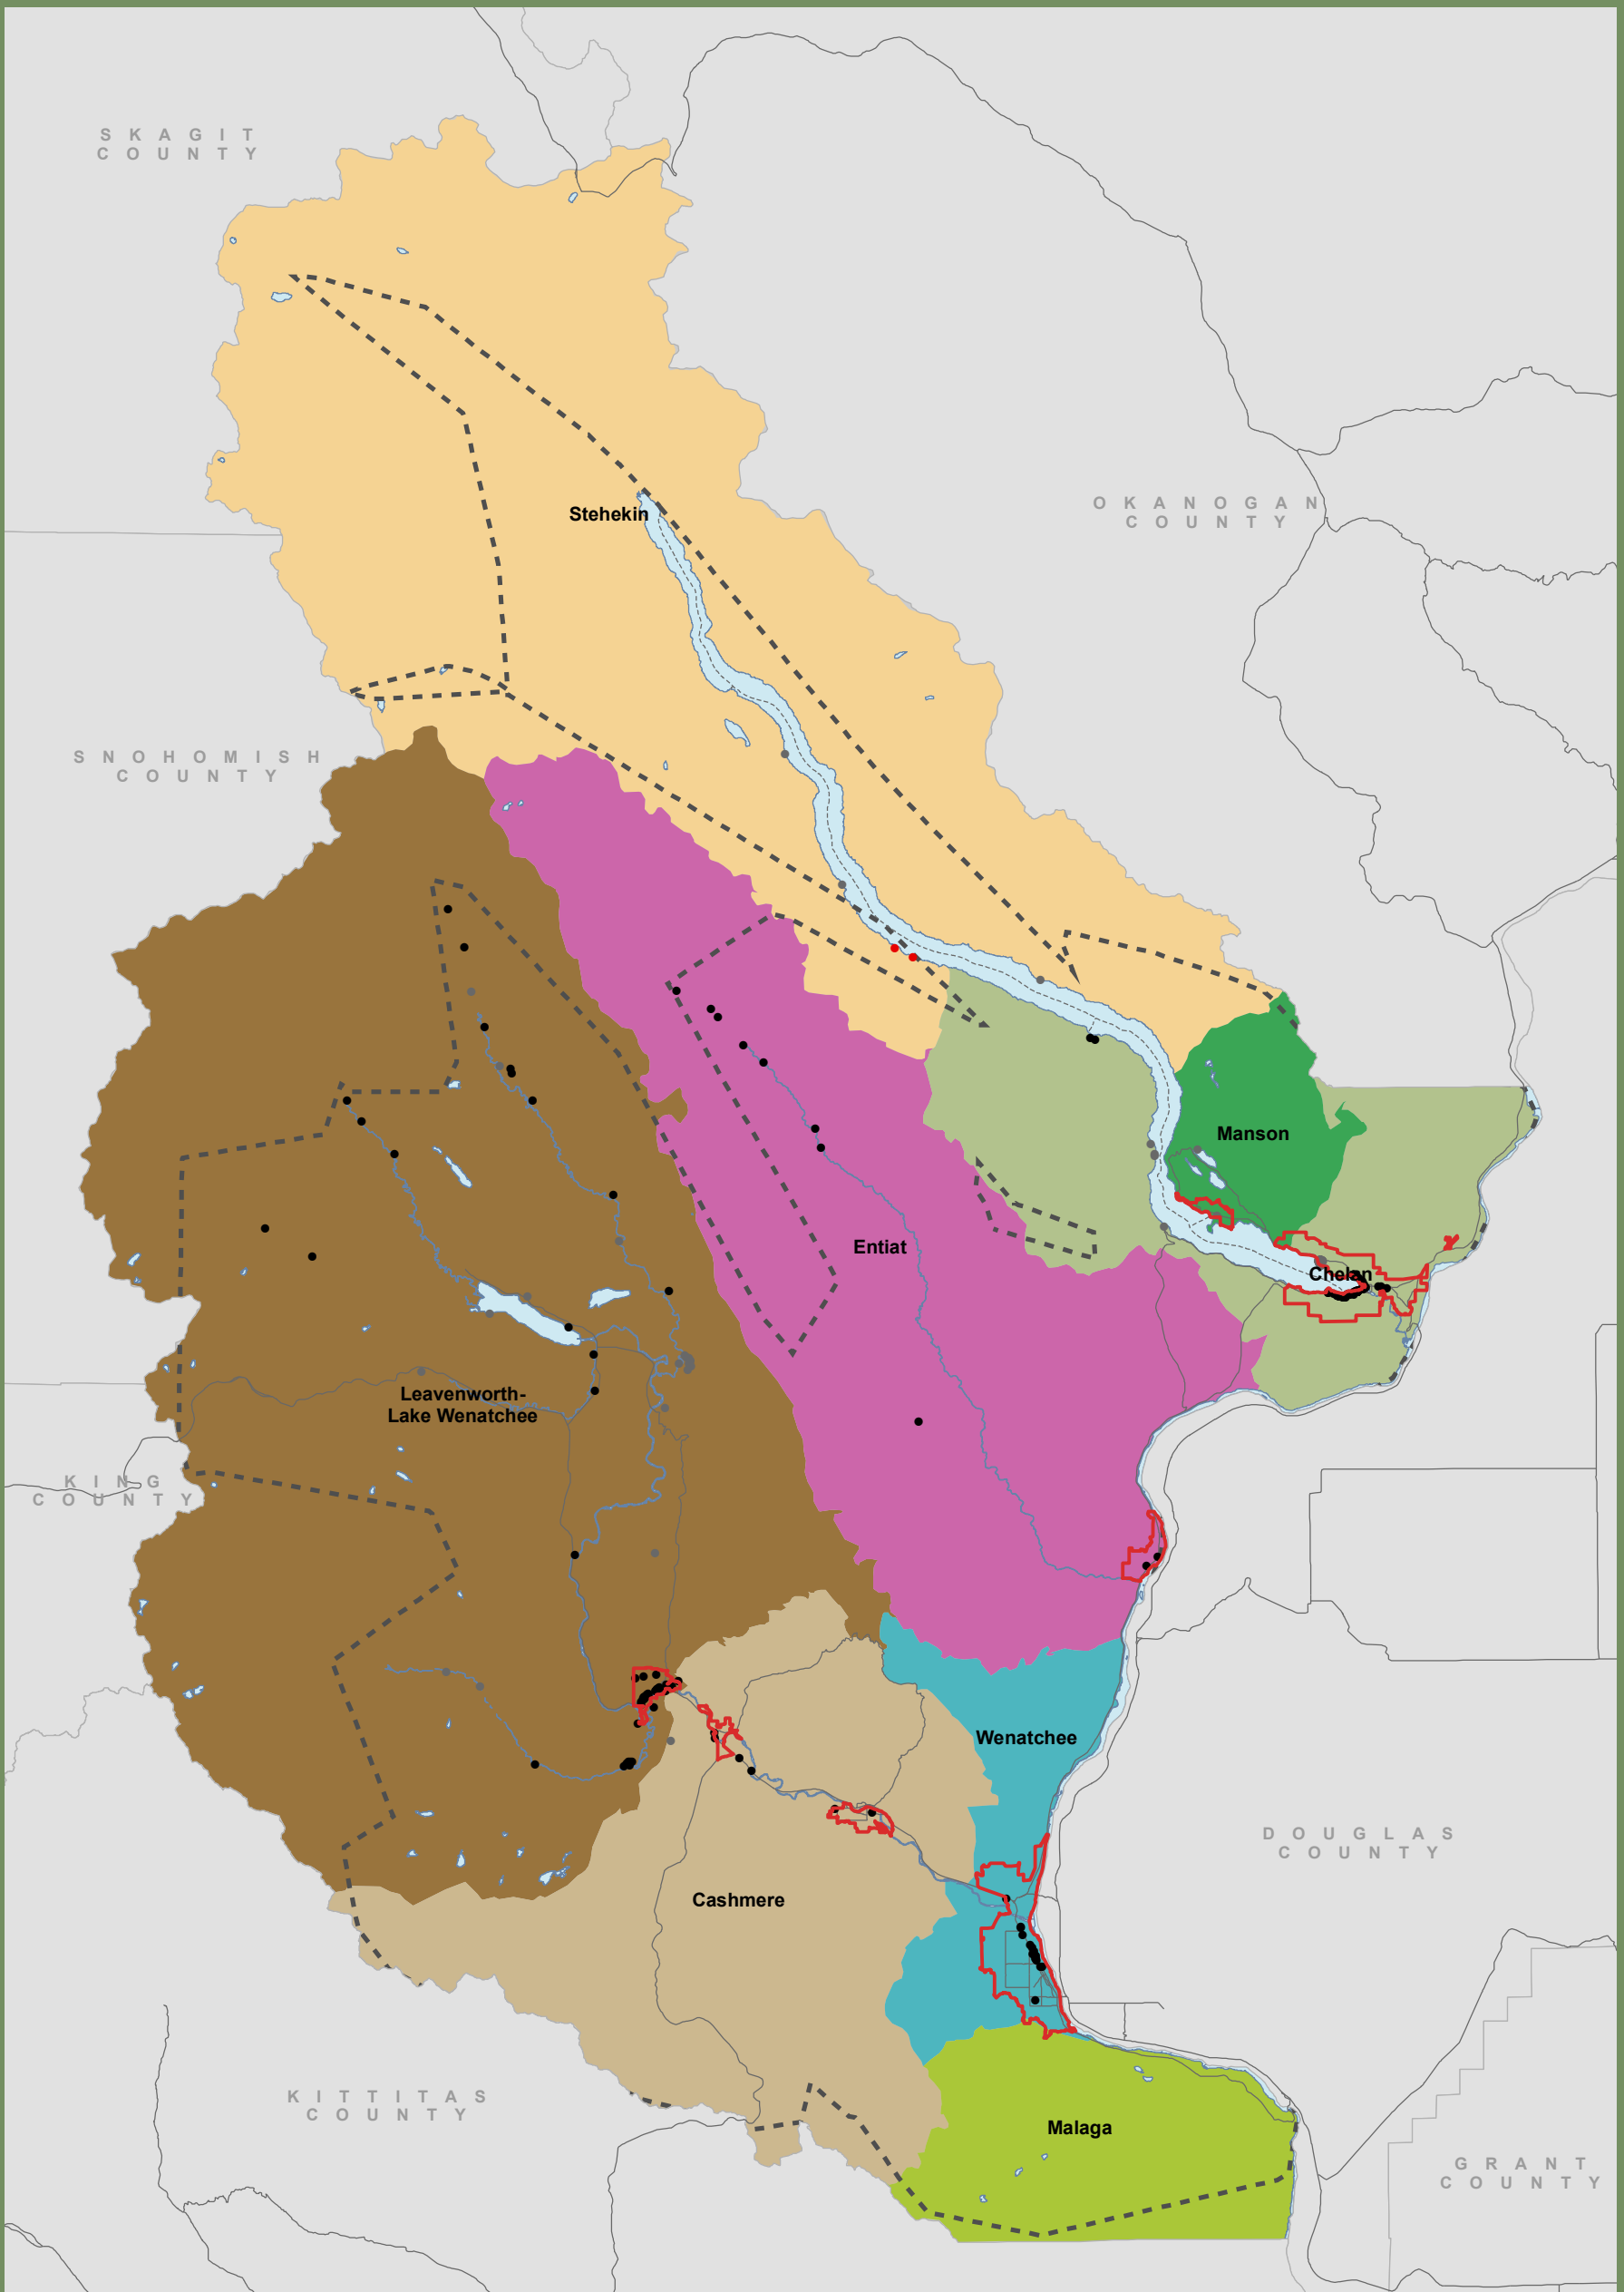 SKAGIT
COUNTY
OKANOGAN
COUNTY
Stehekin
SNOHOMISH
COUNTY
Manson
Entiat
Chelan
Leavenworth-
Lake Wenatchee
KING
COUNTY
Wenatchee
DOUGLAS
COUNTY
Cashmere
KITTITAS
COUNTY
Malaga
GRANT
COUNTY